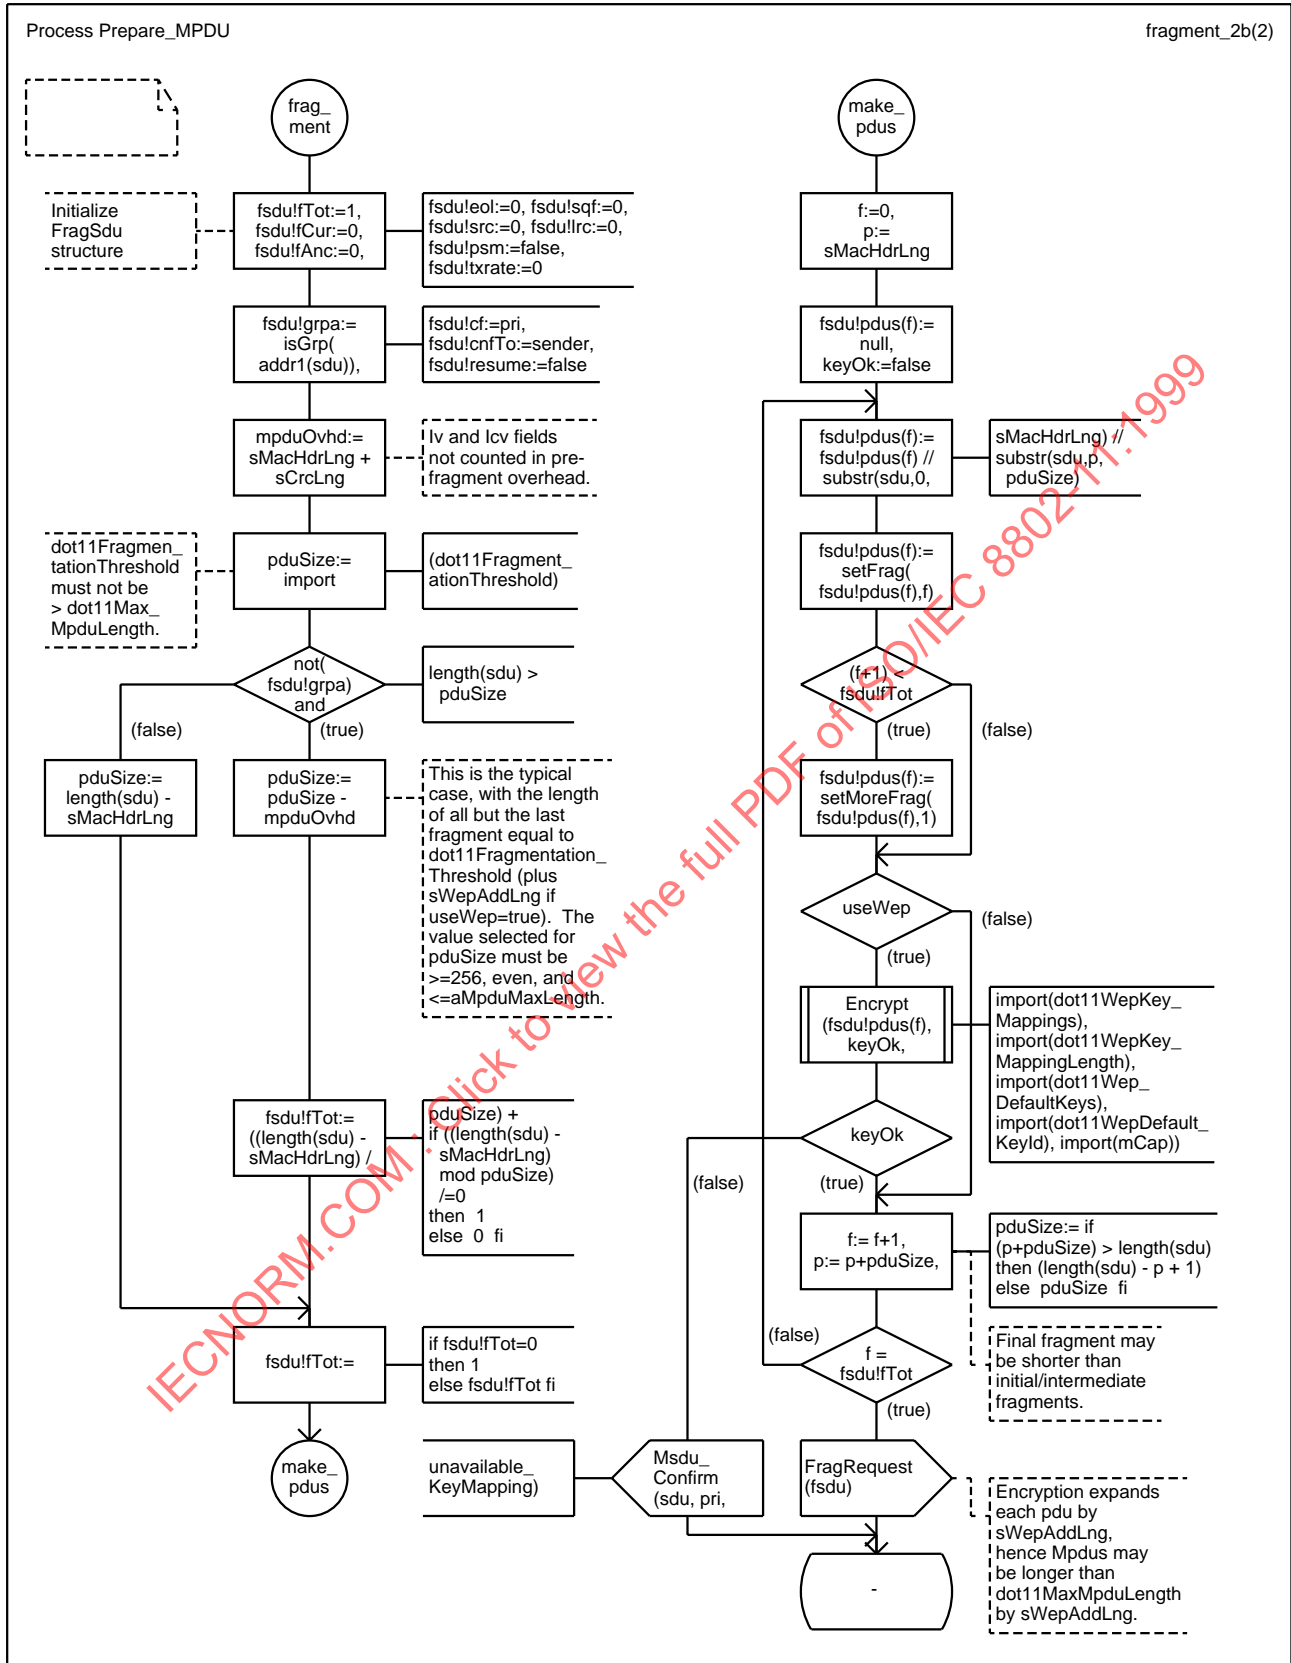 Process Prepare_MPDU
fragment_2b(2)
frag_
ment
Initialize
FragSdu
structure
fsdu!fTot:=1,
fsdu!fCur:=0,
fsdu!fAnc:=0,
fsdu!eol:=0, fsdu!sqf:=0,
fsdu!src:=0, fsdu!lrc:=0,
fsdu!psm:=false,
fsdu!txrate:=0
fsdu!grpa:=
isGrp(
addr1(sdu)),
fsdu!cf:=pri,
fsdu!cnfTo:=sender,
fsdu!resume:=false
mpduOvhd:=
sMacHdrLng +
sCrcLng
Iv and Icv fields
not counted in pre-
fragment overhead.
dot11Fragmen_
tationThreshold
must not be
> dot11Max_
MpduLength.
pduSize:=
import
(dot11Fragment_
ationThreshold)
not(
fsdu!grpa)
and
length(sdu) >
pduSize
(false)
(true)
pduSize:=
length(sdu) -
sMacHdrLng
pduSize:=
pduSize -
mpduOvhd
This is the typical
case, with the length
of all but the last
fragment equal to
dot11Fragmentation_
Threshold (plus
sWepAddLng if
useWep=true).  The
value selected for
pduSize must be
>=256, even, and
<=aMpduMaxLength.
fsdu!fTot:=
((length(sdu) -
sMacHdrLng) /
pduSize) +
if ((length(sdu) -
sMacHdrLng)
mod pduSize)
/=0
then  1
else  0  fi
fsdu!fTot:=
if fsdu!fTot=0
then 1
else fsdu!fTot fi
make_
pdus
make_
pdus
f:=0,
p:=
sMacHdrLng
fsdu!pdus(f):=
null,
keyOk:=false
fsdu!pdus(f):=
fsdu!pdus(f) //
substr(sdu,0,
sMacHdrLng) //
substr(sdu,p,
pduSize)
fsdu!pdus(f):=
setFrag(
fsdu!pdus(f),f)
(f+1) <
fsdu!fTot
(true)
(false)
fsdu!pdus(f):=
setMoreFrag(
fsdu!pdus(f),1)
useWep
(false)
(true)
Encrypt
(fsdu!pdus(f),
keyOk,
import(dot11WepKey_
Mappings),
import(dot11WepKey_
MappingLength),
import(dot11Wep_
DefaultKeys),
import(dot11WepDefault_
KeyId), import(mCap))
keyOk
(false)
(true)
f:= f+1,
p:= p+pduSize,
pduSize:= if
(p+pduSize) > length(sdu)
then (length(sdu) - p + 1)
else  pduSize  fi
(false)
f =
fsdu!fTot
Final fragment may
be shorter than
initial/intermediate
fragments.
(true)
unavailable_
KeyMapping)
Msdu_
Confirm
(sdu, pri,
FragRequest
(fsdu)
Encryption expands
each pdu by
sWepAddLng,
hence Mpdus may
be longer than
dot11MaxMpduLength
by sWepAddLng.
-
IECNORM.COM : Click to view the full PDF of ISO/IEC 8802-11:1999